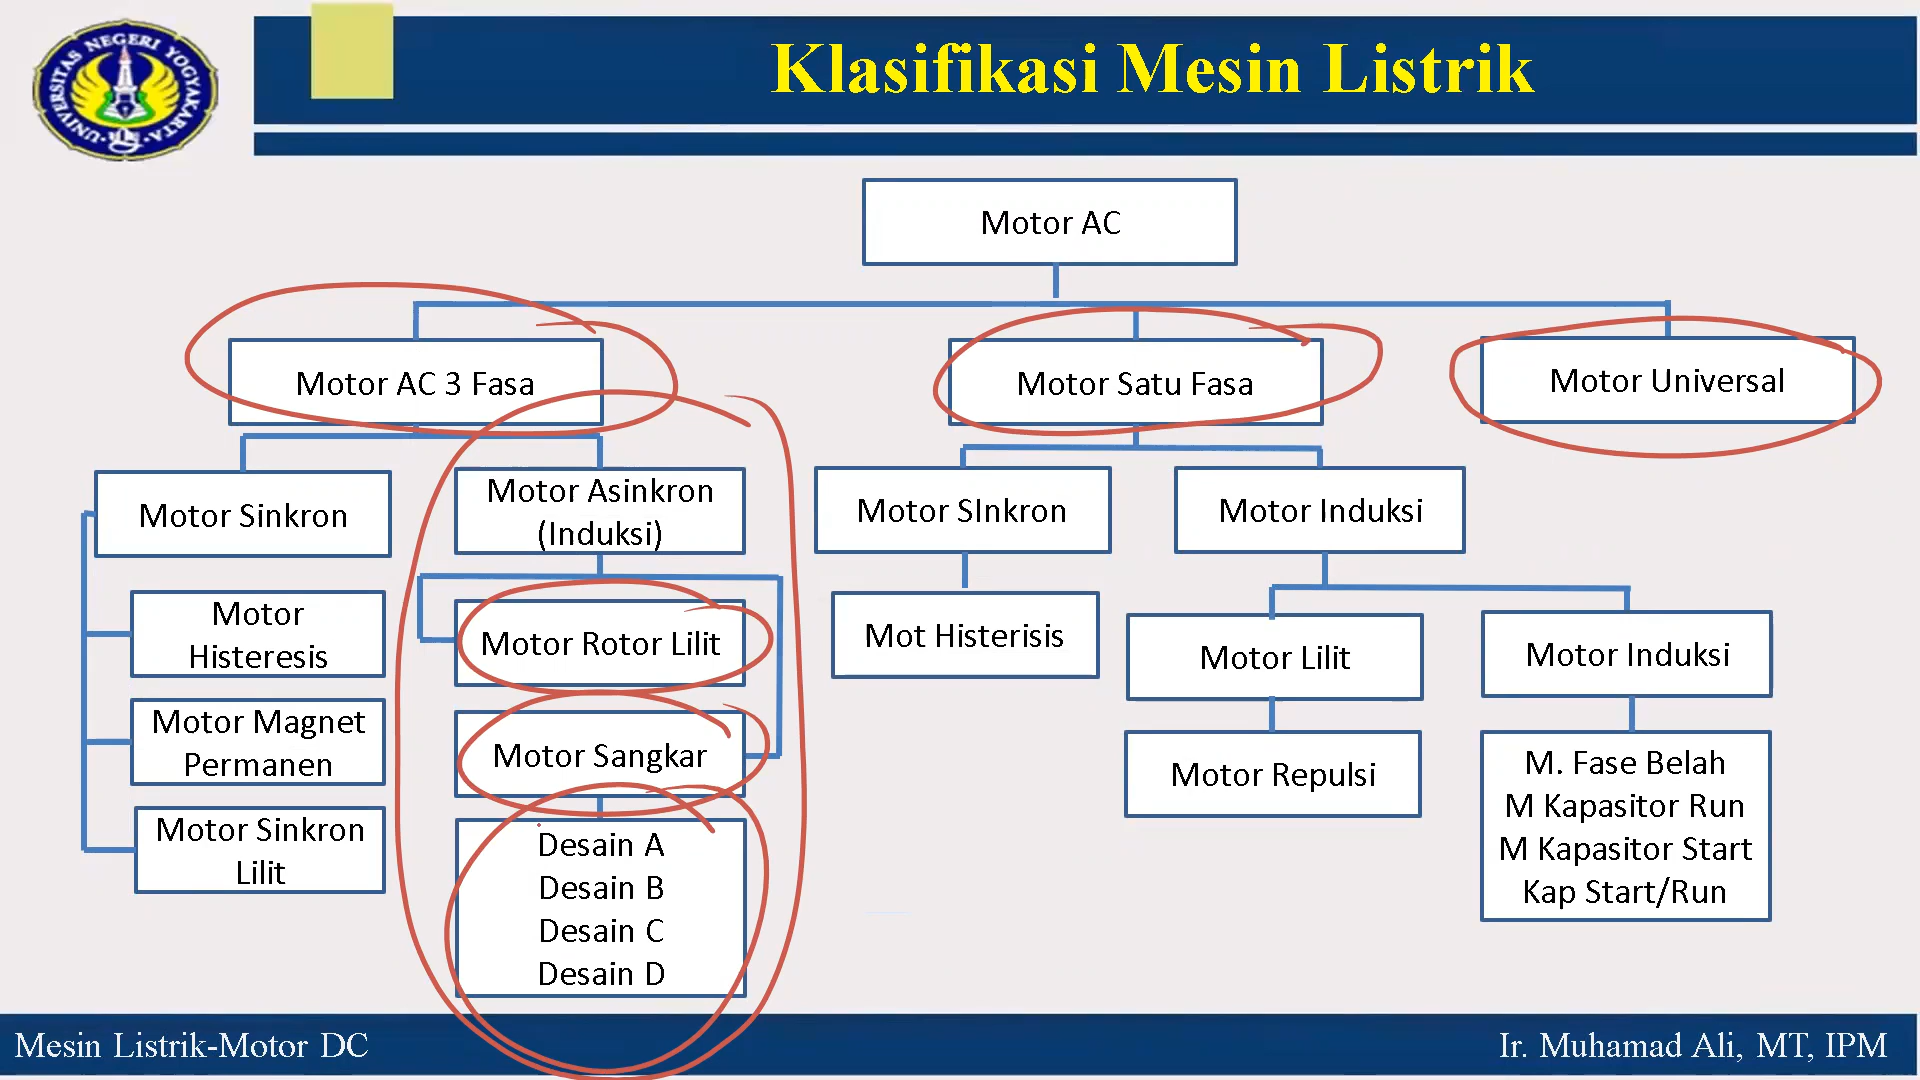 UNIVERSITAS NEGERI YOGYAKARTA
Klasifikasi Mesin Listrik
Motor AC
Motor AC 3 Fasa
Motor Satu Fasa
Motor Universal
Motor Sinkron
Motor Asinkron
(Induksi)
Motor SInkron
Motor Induksi
Motor
Histeresis
Motor Rotor Lilit
Mot Histerisis
Motor Lilit
Motor Induksi
Motor Magnet
Permanen
Motor Sangkar
Motor Repulsi
M. Fase Belah
M Kapasitor Run
M Kapasitor Start
Kap Start/Run
Motor Sinkron
Lilit
Desain A
Desain B
Desain C
Desain D
Mesin Listrik-Motor DC
Ir. Muhamad Ali, MT, IPM